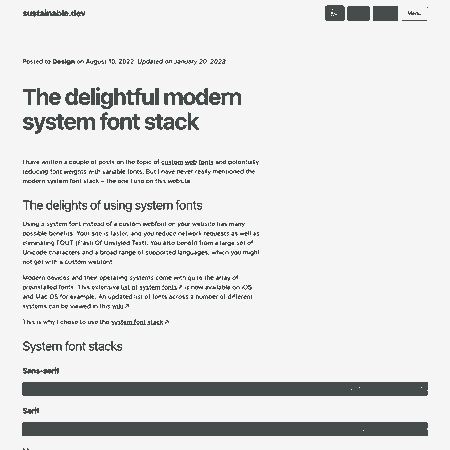 sustainable.dev
Menu
Posted to Design on August 10, 2022. Updated on January 20, 2023
The delightful modern
system font stack
I have written a couple of posts on the topic of custom web fonts and potentially
reducing font weights with variable fonts. But I have never really mentioned the
modern system font stack – the one I use on this website.
The delights of using system fonts
Using a system font instead of a custom webfont on your website has many
possible benefits. Your site is faster, and you reduce network requests as well as
eliminating FOUT (Flash Of Unstyled Text). You also benefit from a large set of
Unicode characters and a broad range of supported languages, which you might
not get with a custom webfont.
Modern devices and their operating systems come with quite the array of
preinstalled fonts. This extensive list of system fonts ↗ is now available on iOS
and Mac OS for example. An updated list of fonts across a number of different
systems can be viewed in this wiki ↗
This is why I chose to use the system font stack ↗
System font stacks
Sans-serif
Serif